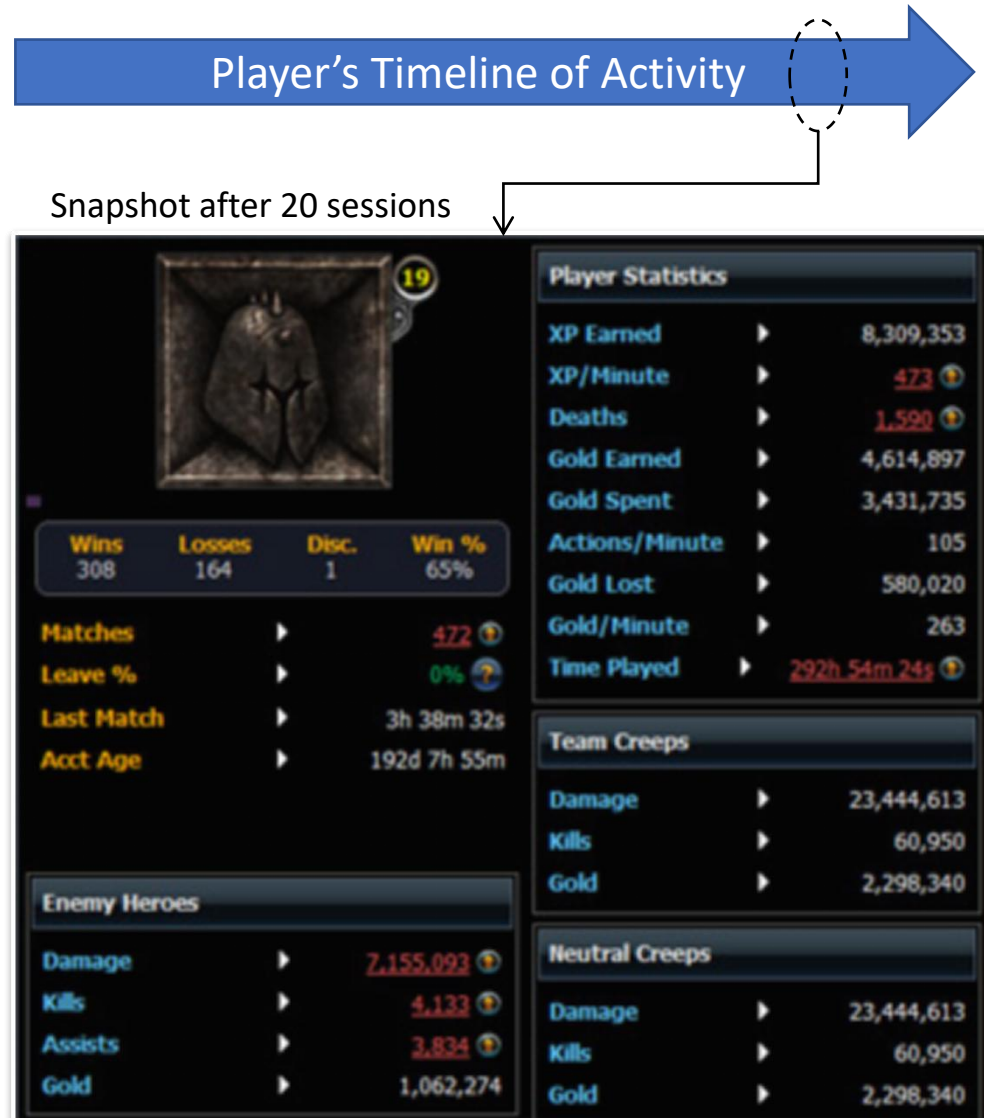 Player's Timeline of Activity
Snapshot after 20 sessions
19
Wins Losses Disc. Win %
308 164 1 65%
Matches 472
Leave % 0% ?
Last Match 3h 38m 32s
Acct Age 192d 7h 55m
Enemy Heroes
Damage 7,155,093
Kills 4,133
Assists 3,834
Gold 1,062,274
Player Statistics
XP Earned 8,309,353
XP/Minute 473
Deaths 1,590
Gold Earned 4,614,897
Gold Spent 3,431,735
Actions/Minute 105
Gold Lost 580,020
Gold/Minute 263
Time Played 292h 54m 24s
Team Creeps
Damage 23,444,613
Kills 60,950
Gold 2,298,340
Neutral Creeps
Damage 23,444,613
Kills 60,950
Gold 2,298,340